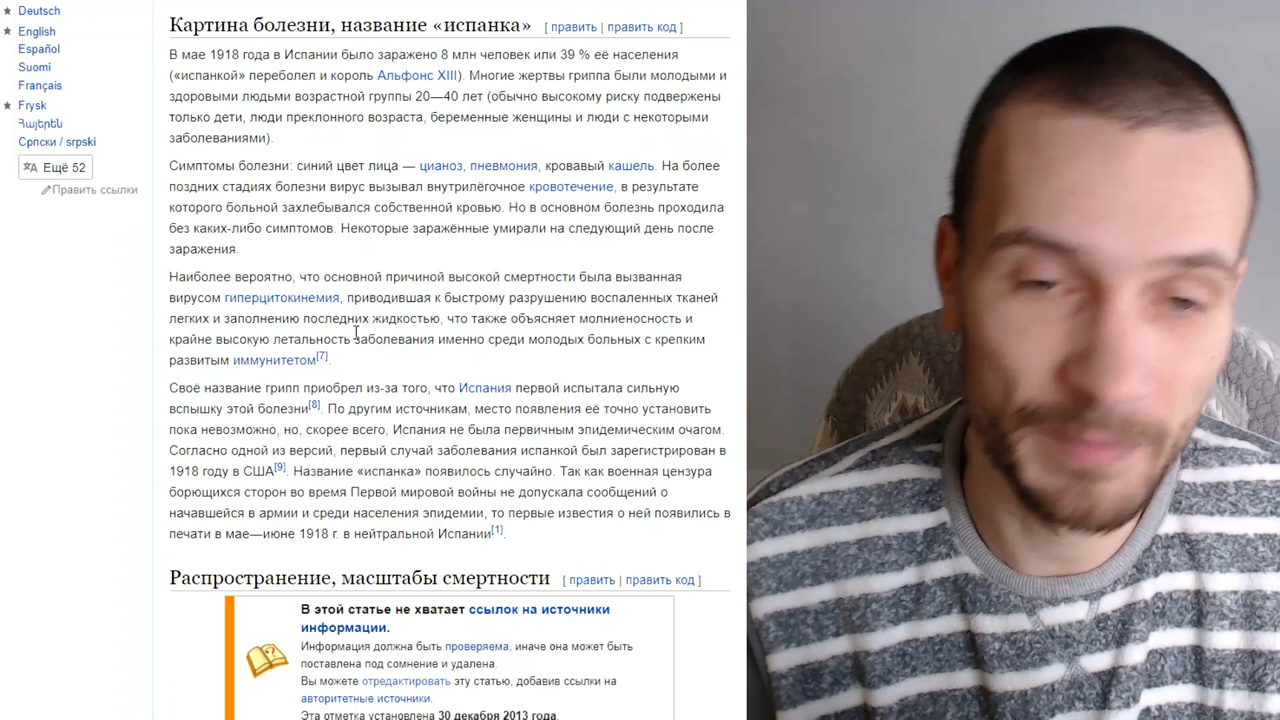 Deutsch
English
Español
Suomi
Français
Frysk
Հայերեն
Српски / srpski
Ещё 52
Править ссылки
Картина болезни, название «испанка» [ править | править код ]
В мае 1918 года в Испании было заражено 8 млн человек или 39 % её населения
(«испанкой» переболел и король Альфонс XIII). Многие жертвы гриппа были молодыми и
здоровыми людьми возрастной группы 20—40 лет (обычно высокому риску подвержены
только дети, люди преклонного возраста, беременные женщины и люди с некоторыми
заболеваниями).
Симптомы болезни: синий цвет лица — цианоз, пневмония, кровавый кашель. На более
поздних стадиях болезни вирус вызывал внутрилёгочное кровотечение, в результате
которого больной захлебывался собственной кровью. Но в основном болезнь проходила
без каких-либо симптомов. Некоторые заражённые умирали на следующий день после
заражения.
Наиболее вероятно, что основной причиной высокой смертности была вызванная
вирусом гиперцитокинемия, приводившая к быстрому разрушению воспаленных тканей
легких и заполнению последних жидкостью, что также объясняет молниеносность и
крайне высокую летальность заболевания именно среди молодых больных с крепким
развитым иммунитетом[7].
Своё название грипп приобрел из-за того, что Испания первой испытала сильную
вспышку этой болезни[8]. По другим источникам, место появления её точно установить
пока невозможно, но, скорее всего, Испания не была первичным эпидемическим очагом.
Согласно одной из версий, первый случай заболевания испанкой был зарегистрирован в
1918 году в США[9]. Название «испанка» появилось случайно. Так как военная цензура
борющихся сторон во время Первой мировой войны не допускала сообщений о
начавшейся в армии и среди населения эпидемии, то первые известия о ней появились в
печати в мае—июне 1918 г. в нейтральной Испании[1].
Распространение, масштабы смертности [ править | править код ]
В этой статье не хватает ссылок на источники
информации.
Информация должна быть проверяема, иначе она может быть
поставлена под сомнение и удалена.
Вы можете отредактировать эту статью, добавив ссылки на
авторитетные источники.
Эта отметка установлена 30 декабря 2013 года.